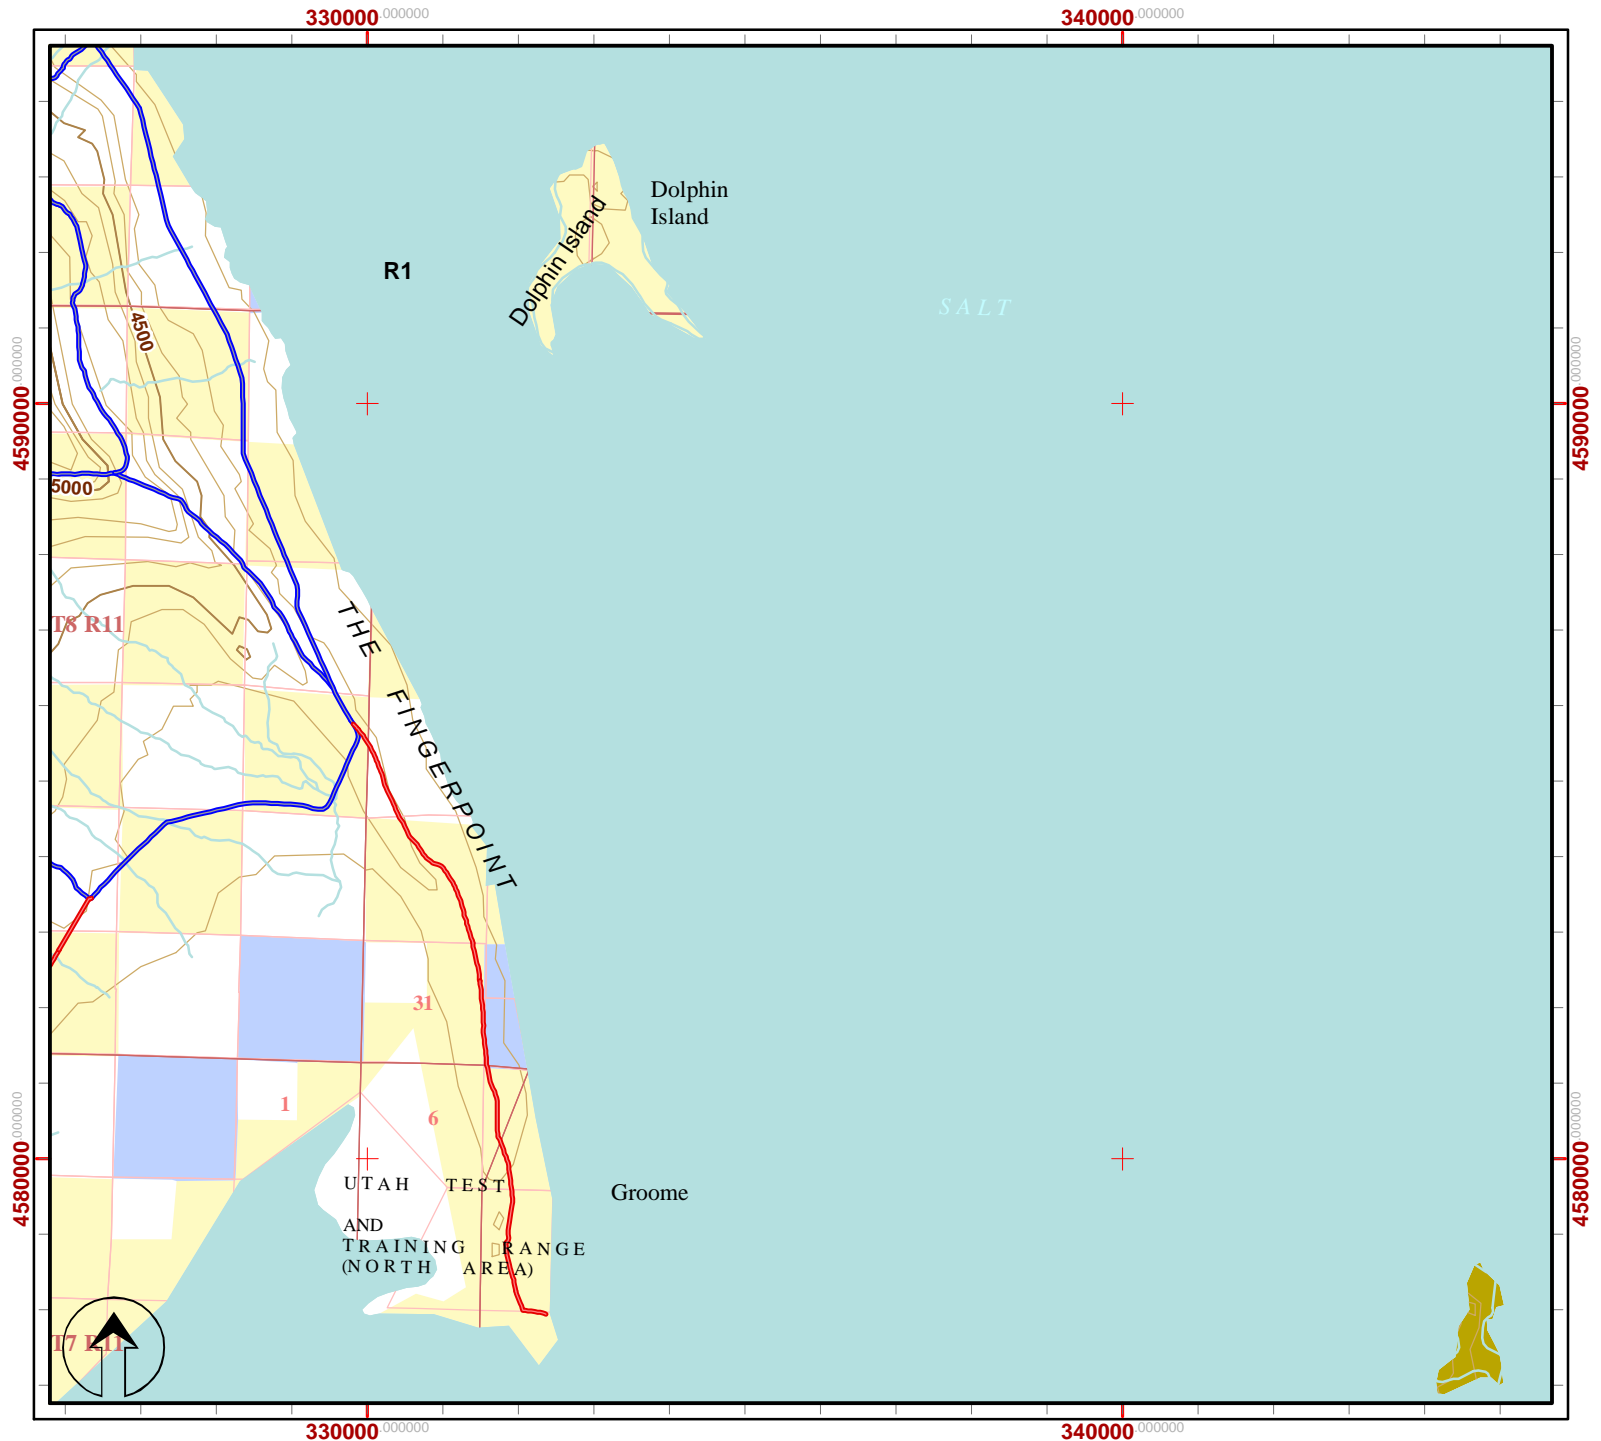 330000.000000
340000.000000
Dolphin
Island
Dolphin Island
R1
SALT
4500
4590000.000000
4590000.000000
5000
T8 R11
THE FINGERPOINT
31
1
6
4580000.000000
4580000.000000
UTAH TEST
Groome
AND
TRAINING RANGE
(NORTH AREA)
T7 R11
330000.000000
340000.000000